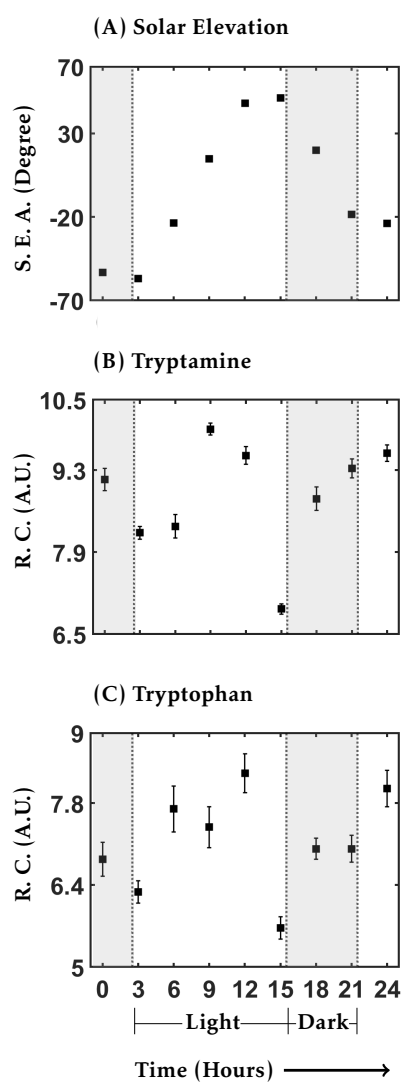 (A) Solar Elevation
S. E. A. (Degree)
70
30
-20
-70
(B) Tryptamine
R. C. (A.U.)
10.5
9.3
7.9
6.5
(C) Tryptophan
R. C. (A.U.)
9
7.8
6.4
5
0 3 6 9 12 15 18 21 24
Light Dark
Time (Hours)